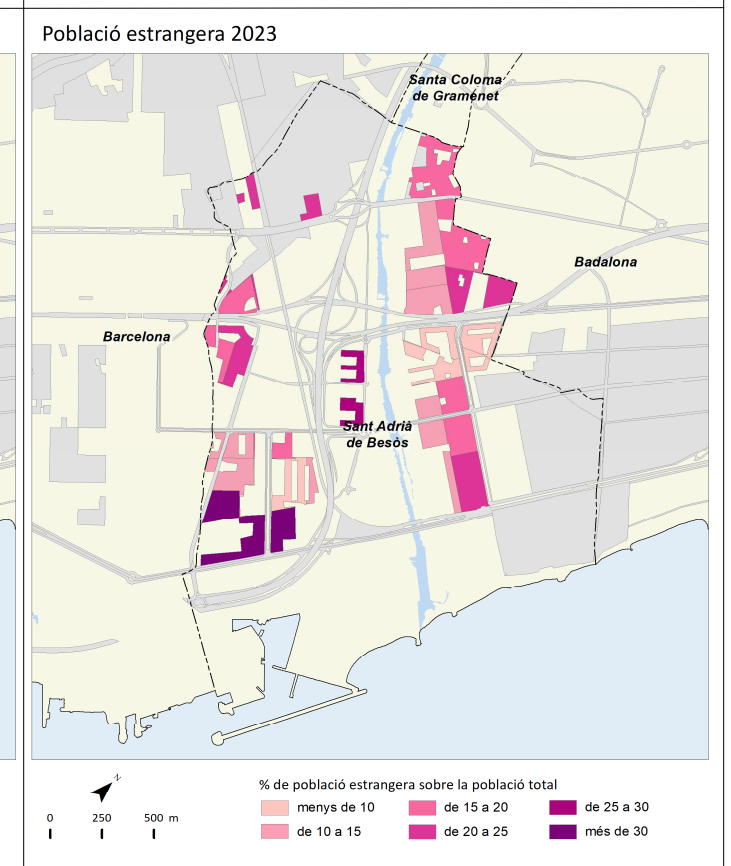 Població estrangera 2023
Santa Coloma
de Gramenet
Badalona
Barcelona
Sant Adrià
de Besòs
N
% de població estrangera sobre la població total
0 250 500 m
menys de 10
de 15 a 20
de 25 a 30
de 10 a 15
de 20 a 25
més de 30